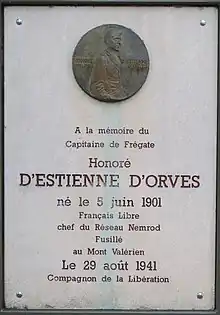 A la mémoire du
Capitaine de Frégate
Honoré
D'ESTIENNE D'ORVES
né le 5 juin 1901
Français Libre
chef du Réseau Nemrod
Fusillé
au Mont Valérien
Le 29 août 1941
Compagnon de la Libération